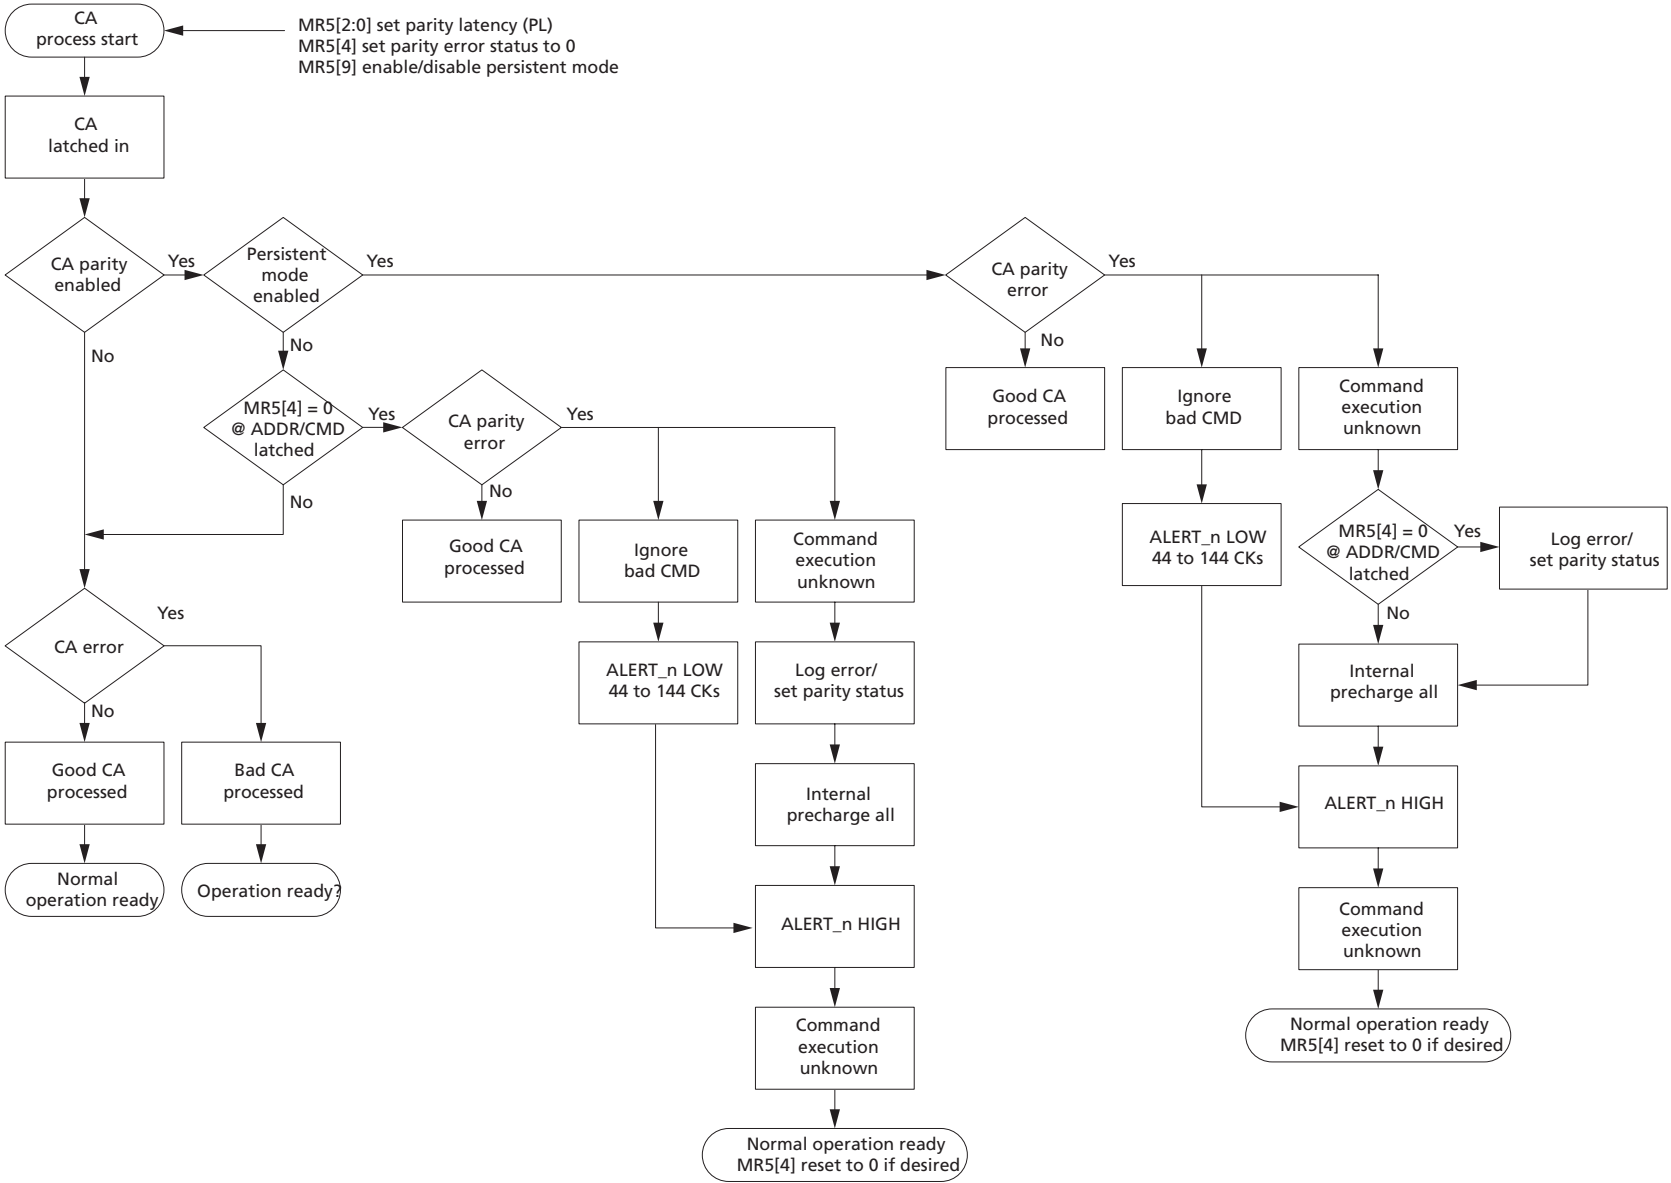 CA
process start
MR5[2:0] set parity latency (PL)
MR5[4] set parity error status to 0
MR5[9] enable/disable persistent mode
CA
latched in
CA parity
enabled
Yes
Persistent
mode
enabled
Yes
CA parity
error
Yes
No
No
No
MR5[4] = 0
@ ADDR/CMD
latched
Yes
CA parity
error
Yes
Good CA
processed
Ignore
bad CMD
Command
execution
unknown
No
No
Good CA
processed
Ignore
bad CMD
Command
execution
unknown
ALERT_n LOW
44 to 144 CKs
MR5[4] = 0
@ ADDR/CMD
latched
Yes
Log error/
set parity status
No
CA error
Yes
No
ALERT_n LOW
44 to 144 CKs
Log error/
set parity status
Internal
precharge all
Good CA
processed
Bad CA
processed
Internal
precharge all
ALERT_n HIGH
Normal
operation ready
Operation ready?
ALERT_n HIGH
Command
execution
unknown
Command
execution
unknown
Normal operation ready
MR5[4] reset to 0 if desired
Normal operation ready
MR5[4] reset to 0 if desired